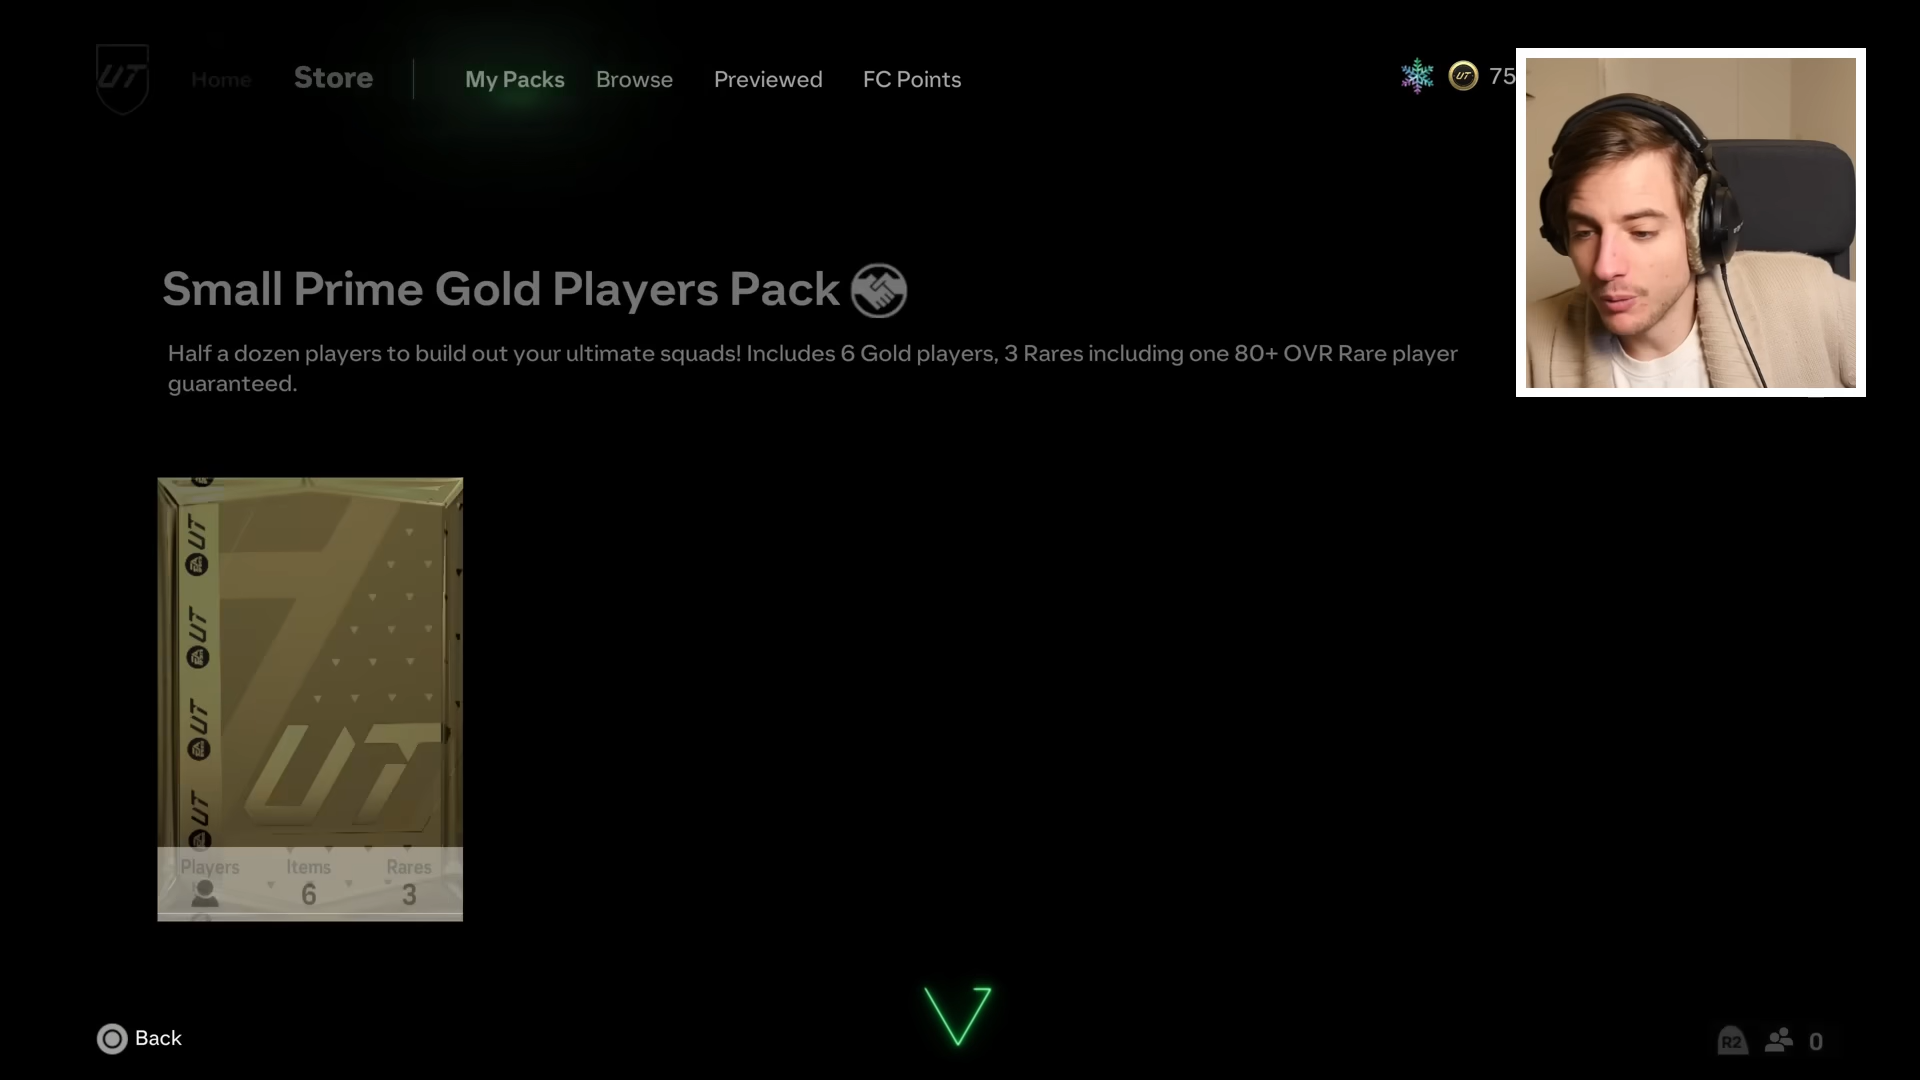 UT
Home
Store
My Packs
Browse
Previewed
FC Points
UT
75
Small Prime Gold Players Pack
Half a dozen players to build out your ultimate squads! Includes 6 Gold players, 3 Rares including one 80+ OVR Rare player
guaranteed.
UT
UT
UT
UT
UT
Players
Items
Rares
6
3
Back
R2
0